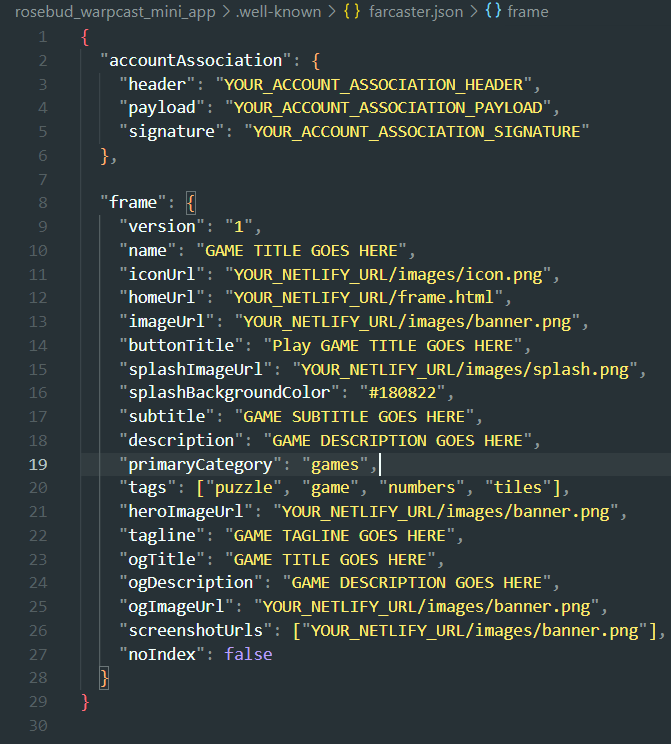 rosebud_warpcast_mini_app > .well-known > {} farcaster.json > {} frame
1 {
2 "accountAssociation": {
3 "header": "YOUR_ACCOUNT_ASSOCIATION_HEADER",
4 "payload": "YOUR_ACCOUNT_ASSOCIATION_PAYLOAD",
5 "signature": "YOUR_ACCOUNT_ASSOCIATION_SIGNATURE"
6 },
7
8 "frame": {
9 "version": "1",
10 "name": "GAME TITLE GOES HERE",
11 "iconUrl": "YOUR_NETLIFY_URL/images/icon.png",
12 "homeUrl": "YOUR_NETLIFY_URL/frame.html",
13 "imageUrl": "YOUR_NETLIFY_URL/images/banner.png",
14 "buttonTitle": "Play GAME TITLE GOES HERE",
15 "splashImageUrl": "YOUR_NETLIFY_URL/images/splash.png",
16 "splashBackgroundColor": "#180822",
17 "subtitle": "GAME SUBTITLE GOES HERE",
18 "description": "GAME DESCRIPTION GOES HERE",
19 "primaryCategory": "games",
20 "tags": ["puzzle", "game", "numbers", "tiles"],
21 "heroImageUrl": "YOUR_NETLIFY_URL/images/banner.png",
22 "tagline": "GAME TAGLINE GOES HERE",
23 "ogTitle": "GAME TITLE GOES HERE",
24 "ogDescription": "GAME DESCRIPTION GOES HERE",
25 "ogImageUrl": "YOUR_NETLIFY_URL/images/banner.png",
26 "screenshotUrls": ["YOUR_NETLIFY_URL/images/banner.png"],
27 "noIndex": false
28 }
29 }
30